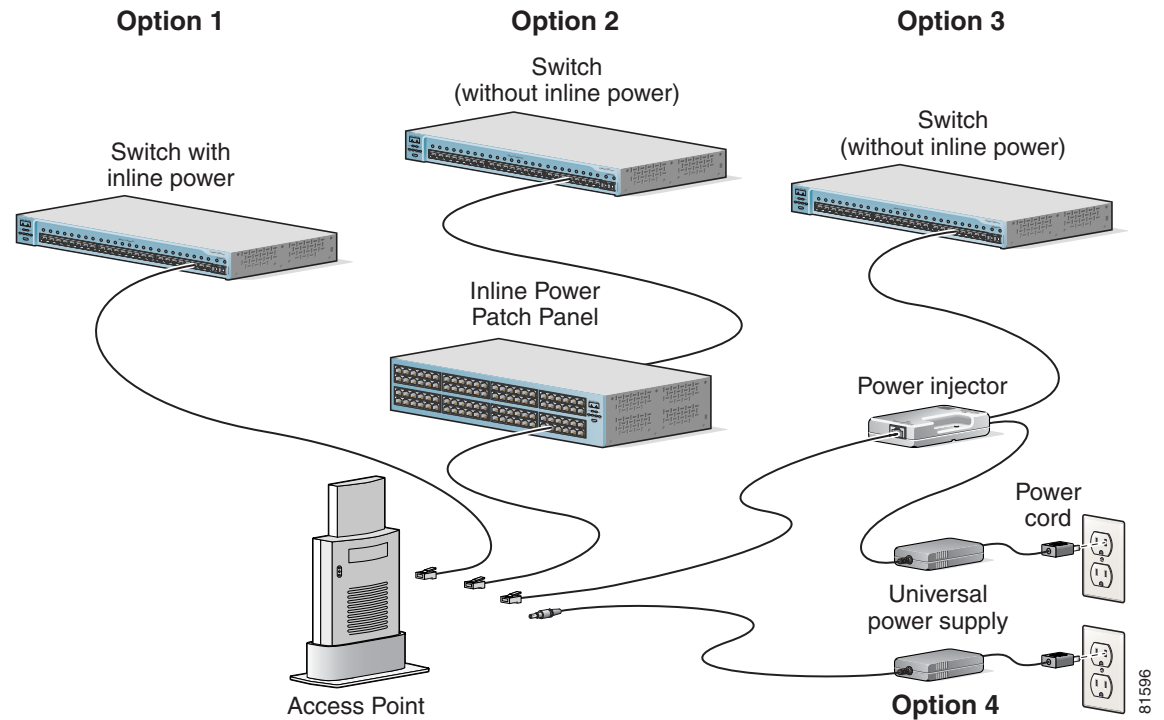 Option 1
Option 2
Option 3
Switch
(without inline power)
Switch
(without inline power)
Switch with
inline power
Inline Power
Patch Panel
Power injector
Power
cord
Universal
power supply
Access Point
Option 4
81596